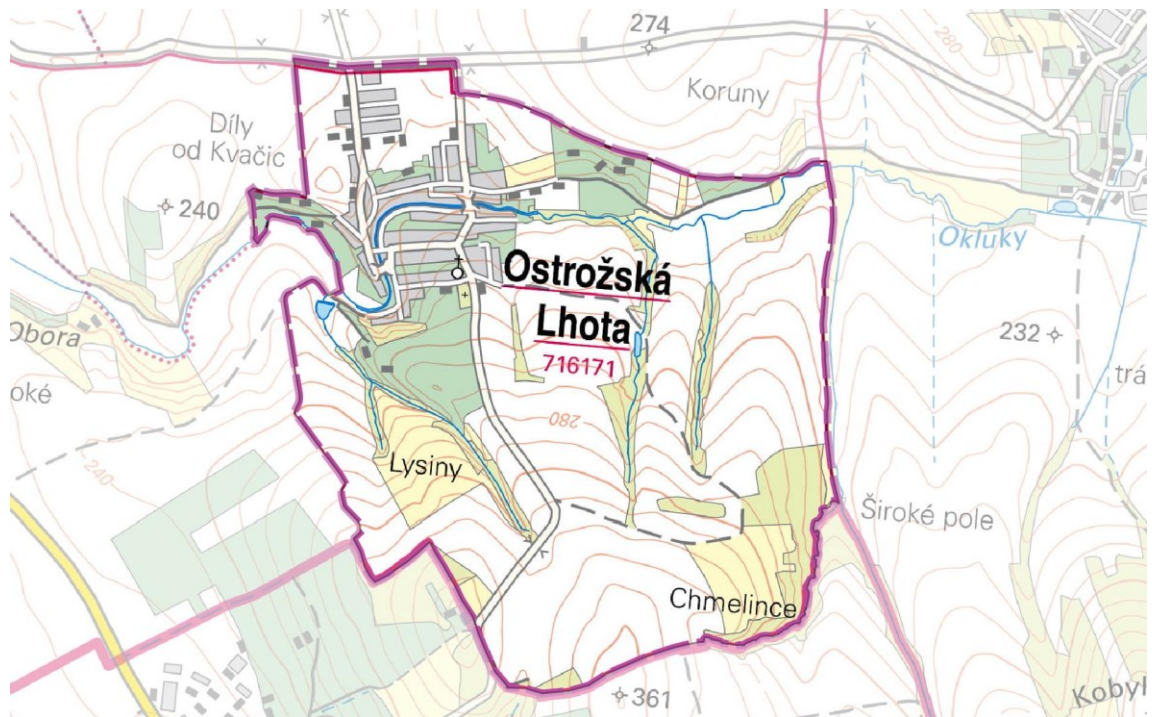 274
280
Koruny
Díly
od Kvačic
240
Okluky
Ostrožská
Lhota
716171
232
Obora
oké
trá
280
Lysiny
240
Široké pole
Chmelince
361
Kobyl